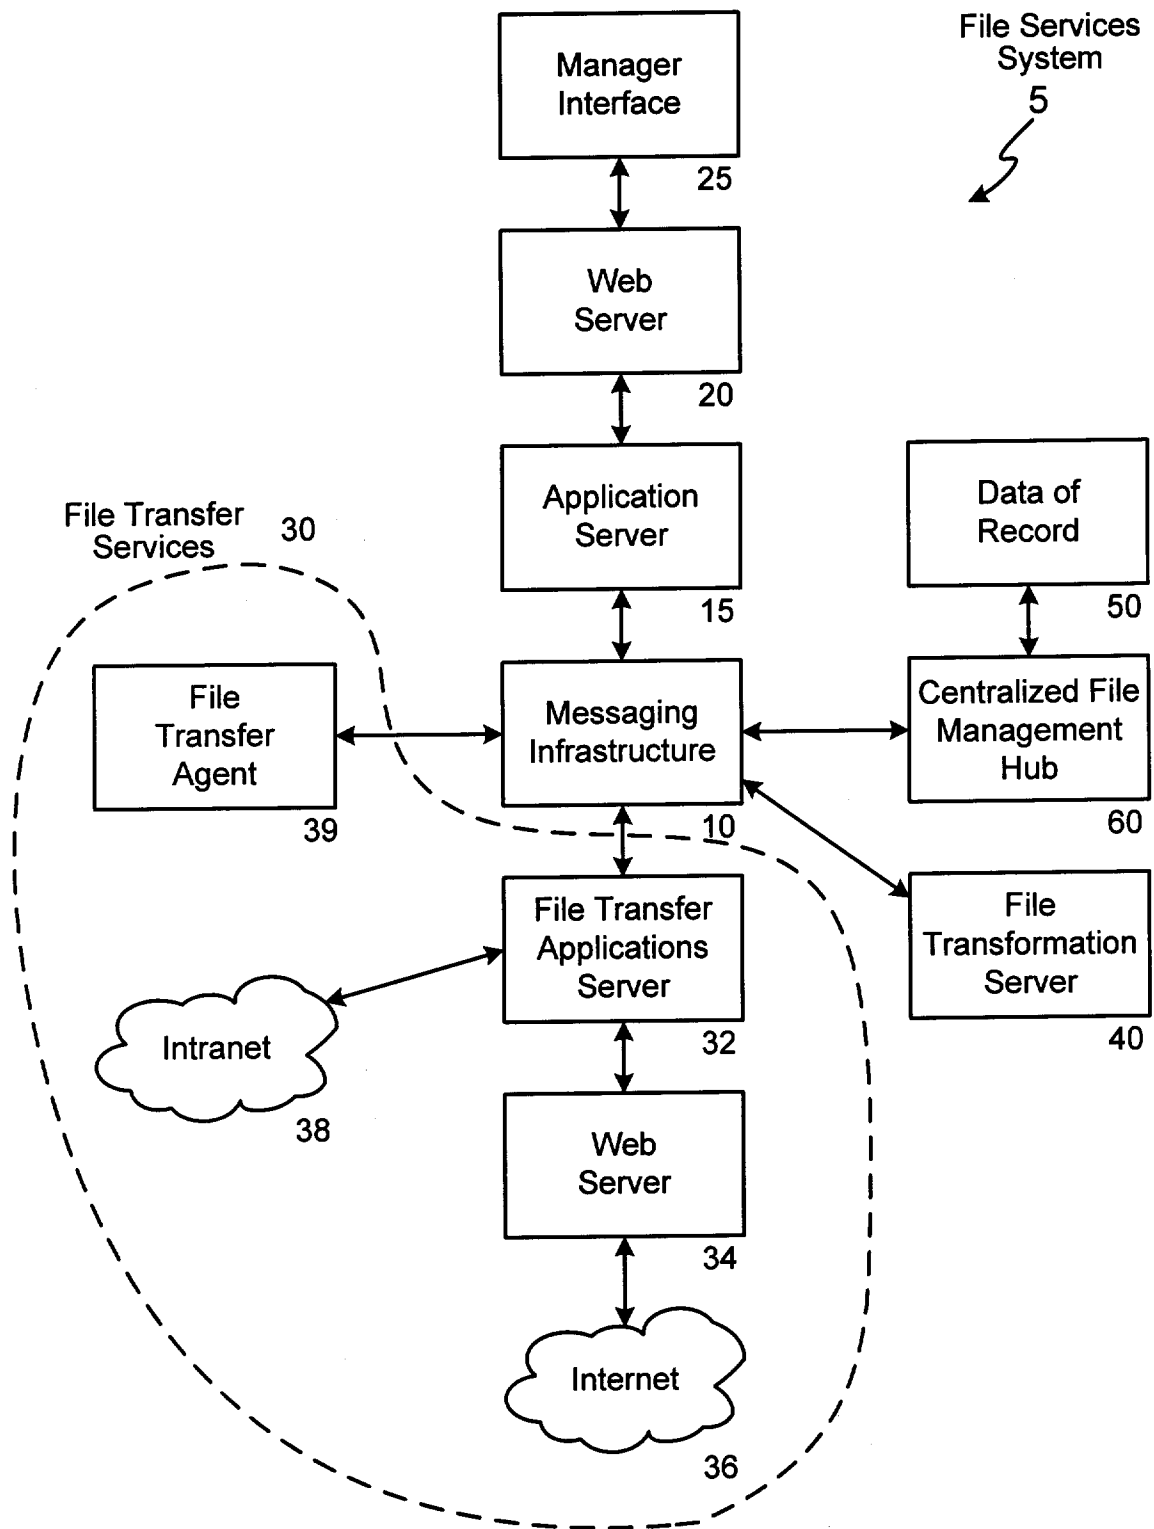 File Services
System
5
Manager
Interface
25
Web
Server
20
Application
Server
15
Data of
Record
50
File Transfer
Services
30
File
Transfer
Agent
39
Messaging
Infrastructure
10
Centralized File
Management
Hub
60
File Transfer
Applications
Server
32
File
Transformation
Server
40
Intranet
38
Web
Server
34
Internet
36